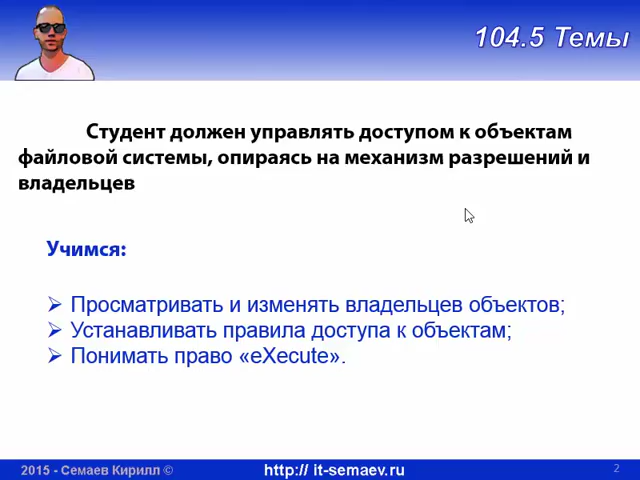 104.5 Темы
Студент должен управлять доступом к объектам
файловой системы, опираясь на механизм разрешений и
владельцев
Учимся:
Просматривать и изменять владельцев объектов;
Устанавливать правила доступа к объектам;
Понимать право «eXecute».
2015 - Семаев Кирилл © http:// it-semaev.ru 2